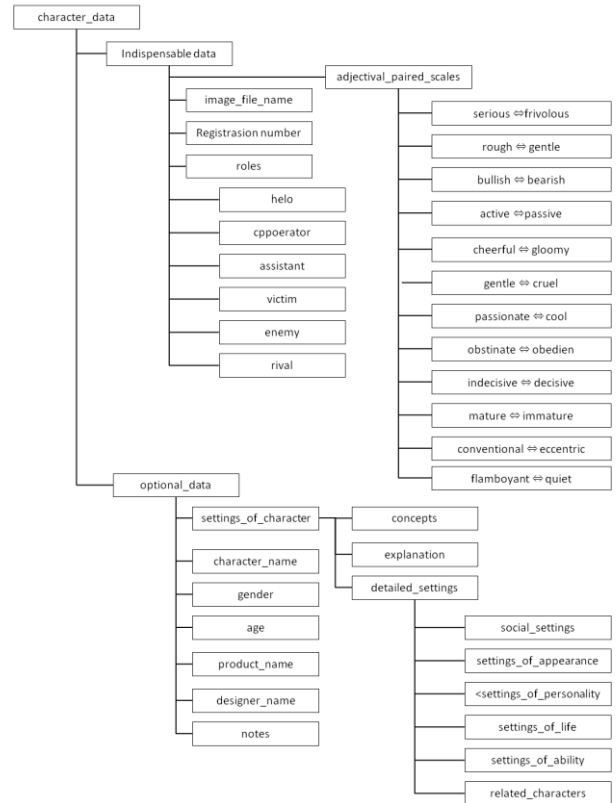 character_data
Indispensable data
adjectival_paired_scales
image_file_name
Registrasion number
roles
helo
cppoerator
assistant
victim
enemy
rival
serious ⇔frivolous
rough ⇔ gentle
bullish ⇔ bearish
active ⇔passive
cheerful ⇔ gloomy
gentle ⇔ cruel
passionate ⇔ cool
obstinate ⇔ obedien
indecisive ⇔ decisive
mature ⇔ immature
conventional ⇔ eccentric
flamboyant ⇔ quiet
optional_data
settings_of_character
character_name
gender
age
product_name
designer_name
notes
concepts
explanation
detailed_settings
social_settings
settings_of_appearance
<settings_of_personality
settings_of_life
settings_of_ability
related_characters